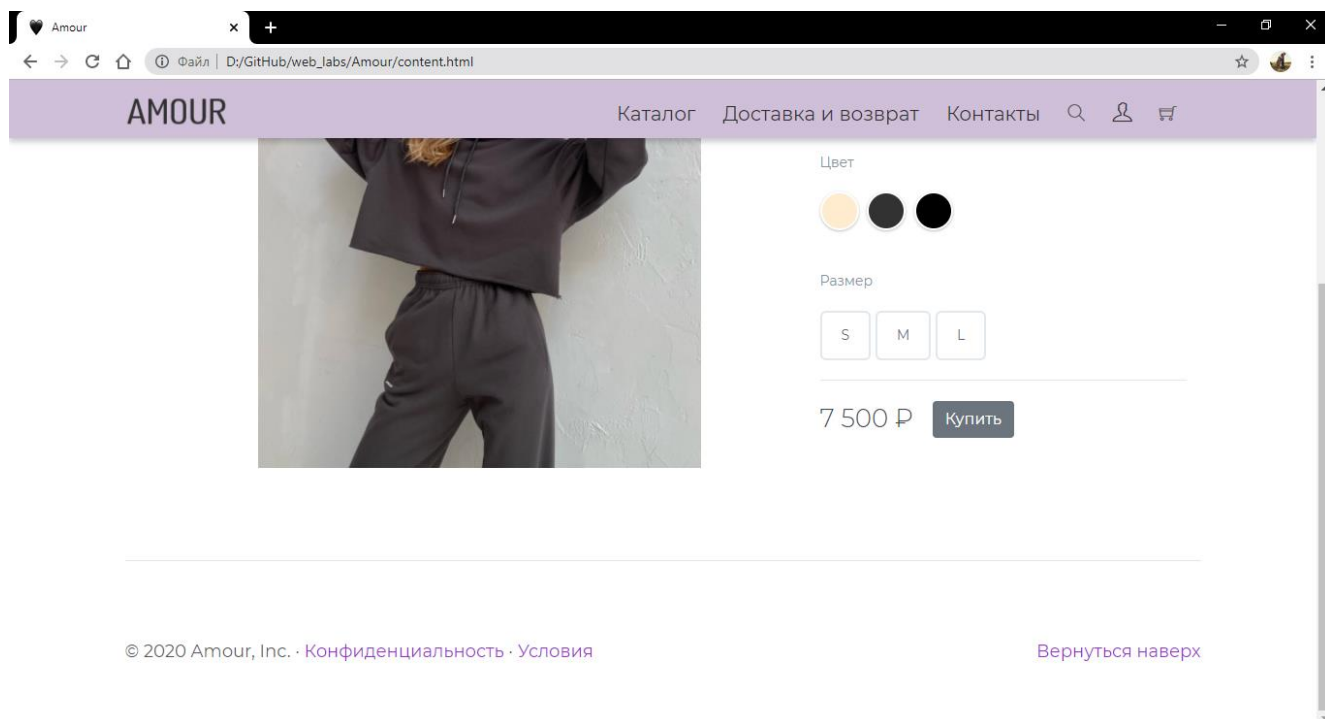 Amour
Файл | D:/GitHub/web_labs/Amour/content.html
AMOUR Каталог Доставка и возврат Контакты
Цвет
Размер
S M L
7 500 ₽ Купить
© 2020 Amour, Inc. · Конфиденциальность · Условия Вернуться наверх